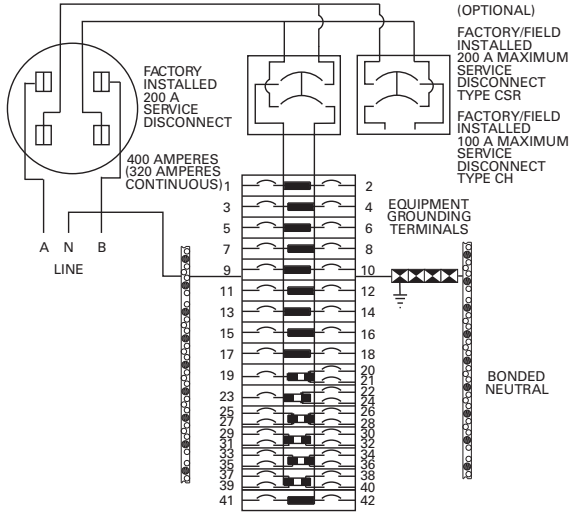 (OPTIONAL)
FACTORY/FIELD
INSTALLED
200 A MAXIMUM
SERVICE
DISCONNECT
TYPE CSR
FACTORY/FIELD
INSTALLED
100 A MAXIMUM
SERVICE
DISCONNECT
TYPE CH
FACTORY
INSTALLED
200 A
SERVICE
DISCONNECT
400 AMPERES
(320 AMPERES
CONTINUOUS)
A N B
LINE
EQUIPMENT
GROUNDING
TERMINALS
BONDED
NEUTRAL
1 2
3 4
5 6
7 8
9 10
11 12
13 14
15 16
17 18
19 20
21
22
23 24
25 26
27 28
29 30
31 32
33 34
35 36
37 38
39 40
41 42